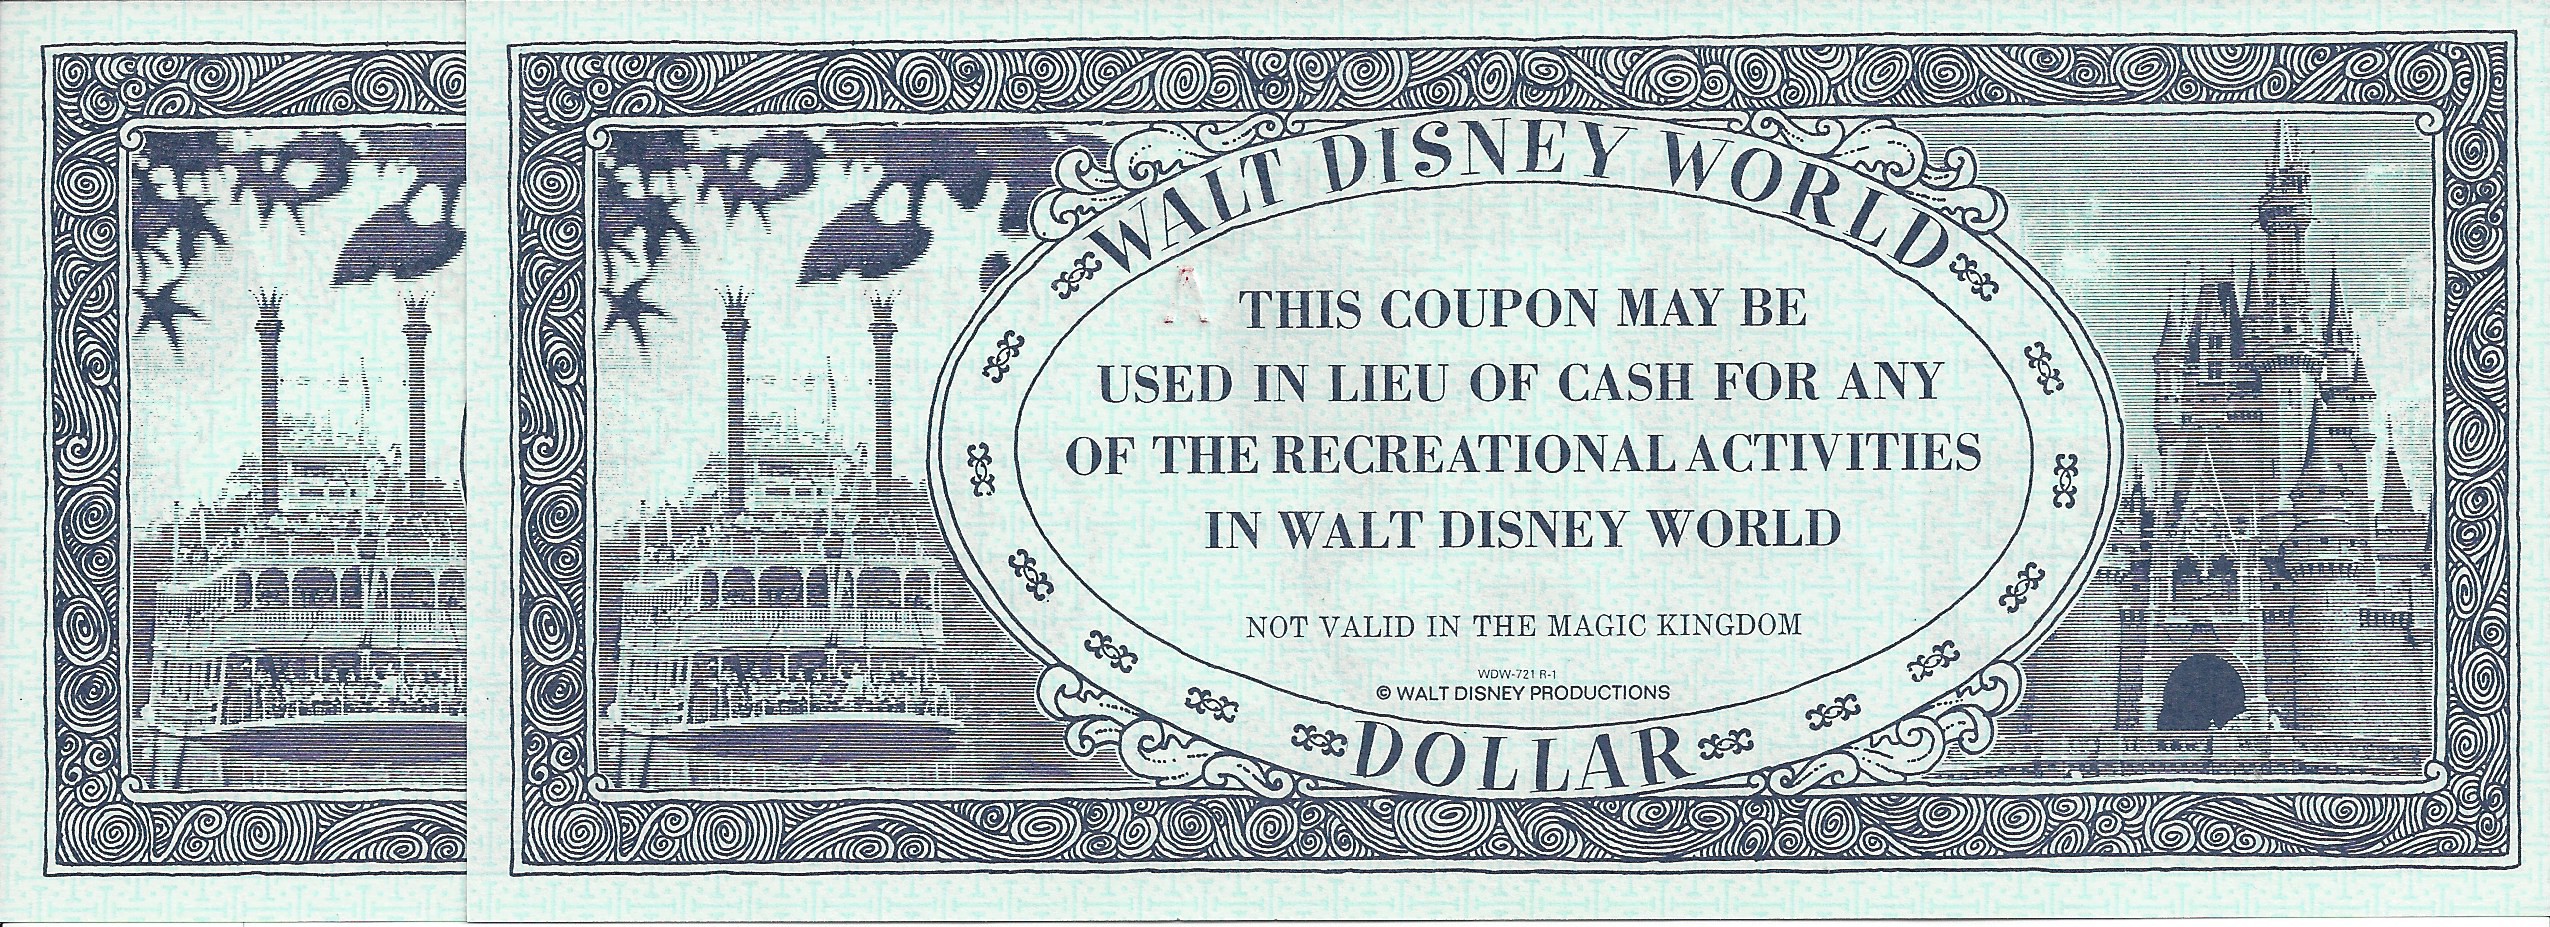 WALT DISNEY WORLD
THIS COUPON MAY BE
USED IN LIEU OF CASH FOR ANY
OF THE RECREATIONAL ACTIVITIES
IN WALT DISNEY WORLD
NOT VALID IN THE MAGIC KINGDOM
WDW-721 R-1
© WALT DISNEY PRODUCTIONS
DOLLAR